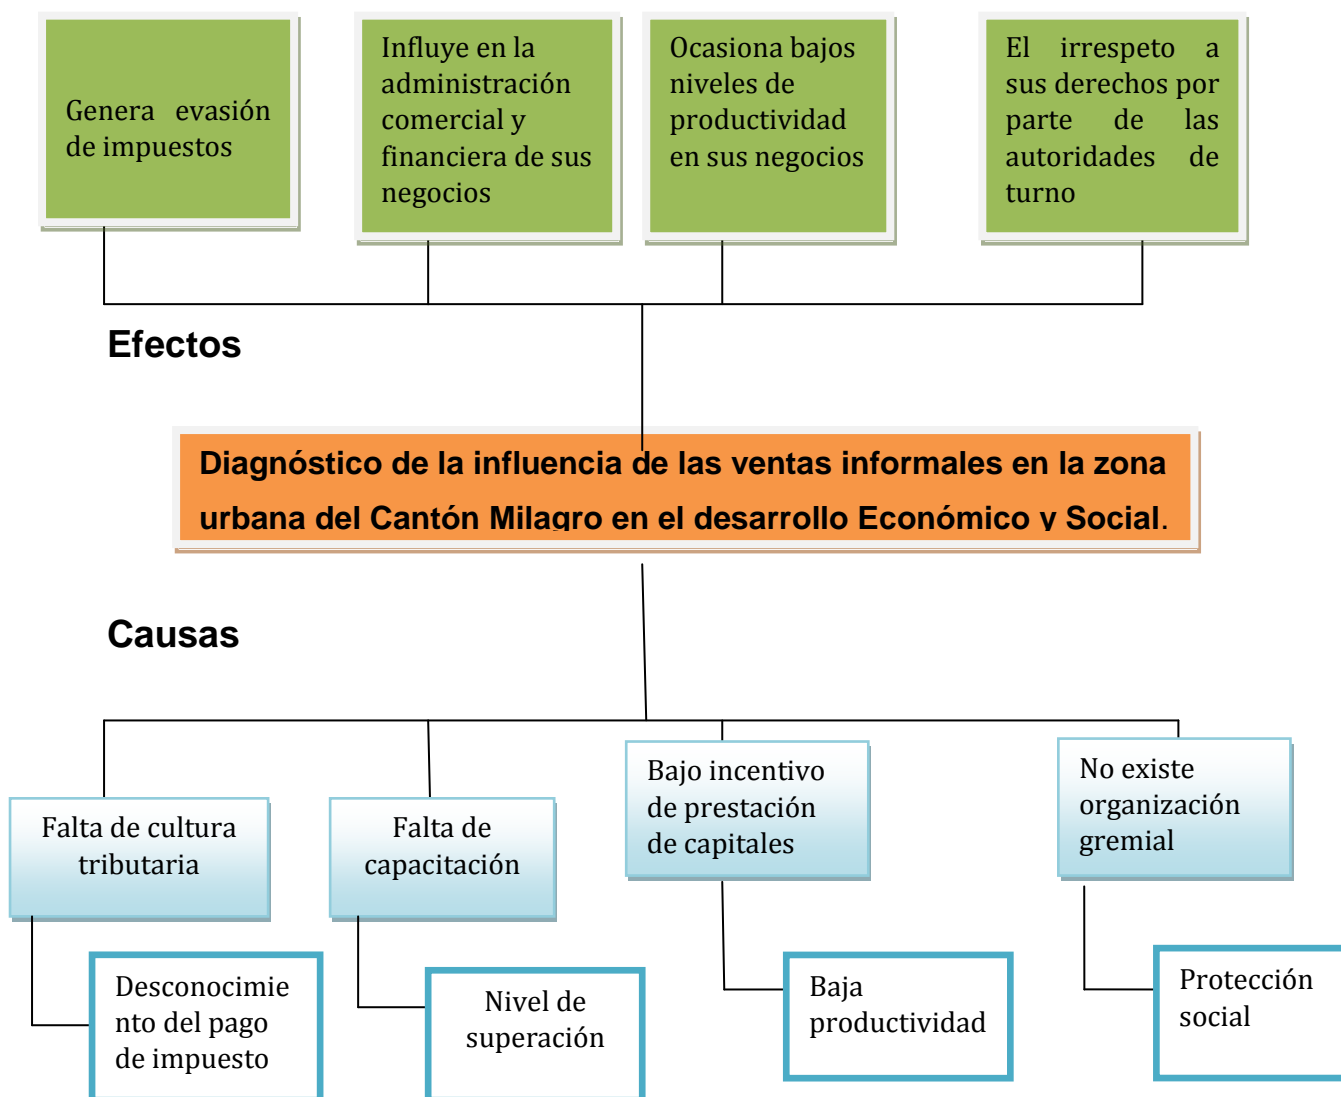 Genera evasión
de impuestos
Influye en la
administración
comercial y
financiera de sus
negocios
Ocasiona bajos
niveles de
productividad
en sus negocios
El irrespeto a
sus derechos por
parte de las
autoridades de
turno
Efectos
Diagnóstico de la influencia de las ventas informales en la zona
urbana del Cantón Milagro en el desarrollo Económico y Social.
Causas
Falta de cultura
tributaria
Falta de
capacitación
Bajo incentivo
de prestación
de capitales
No existe
organización
gremial
Desconocimie
nto del pago
de impuesto
Nivel de
superación
Baja
productividad
Protección
social